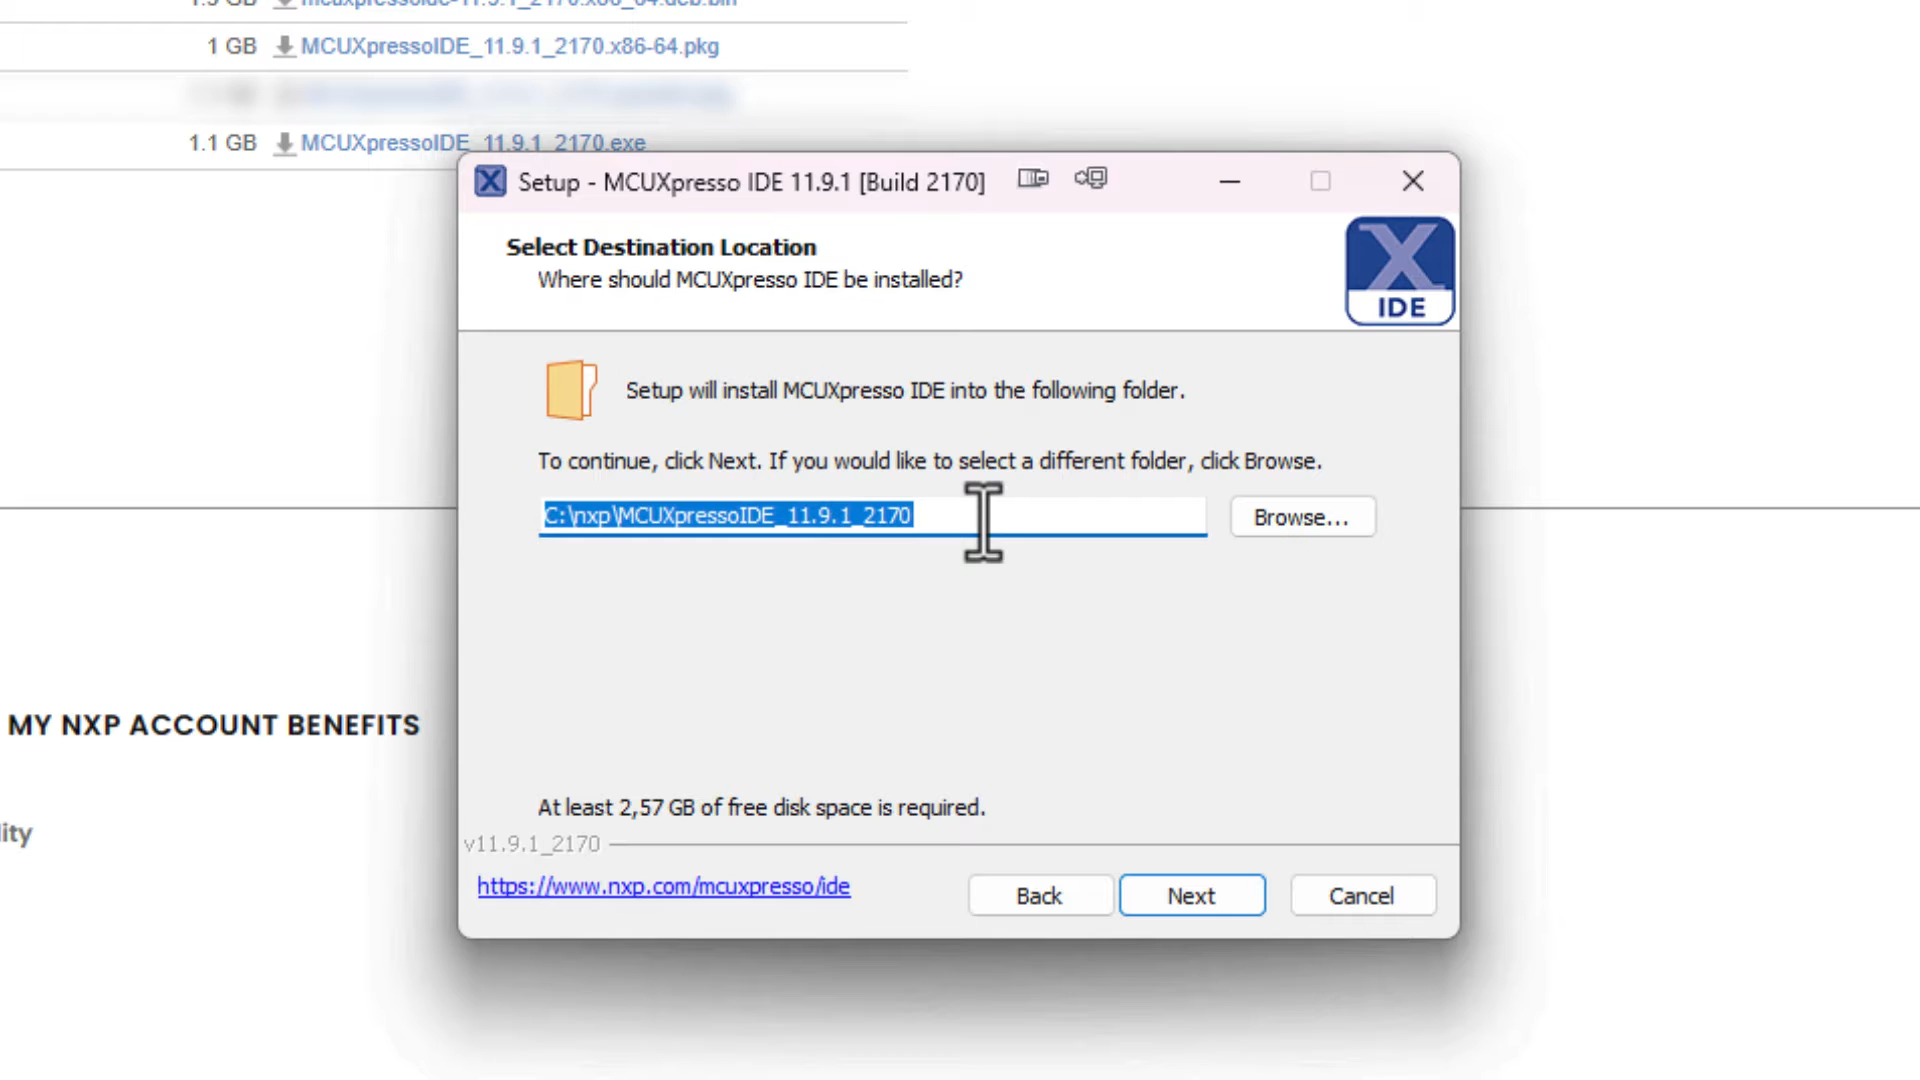 1 GB MCUXpressoIDE_11.9.1_2170.x86-64.pkg
1.1 GB MCUXpressoIDE_11.9.1_2170.exe
X Setup - MCUXpresso IDE 11.9.1 [Build 2170]
Select Destination Location
Where should MCUXpresso IDE be installed?
X
IDE
Setup will install MCUXpresso IDE into the following folder.
To continue, click Next. If you would like to select a different folder, click Browse.
C:\nxp\MCUXpressoIDE_11.9.1_2170
Browse...
MY NXP ACCOUNT BENEFITS
At least 2,57 GB of free disk space is required.
lity
v11.9.1_2170
https://www.nxp.com/mcuxpresso/ide
Back
Next
Cancel